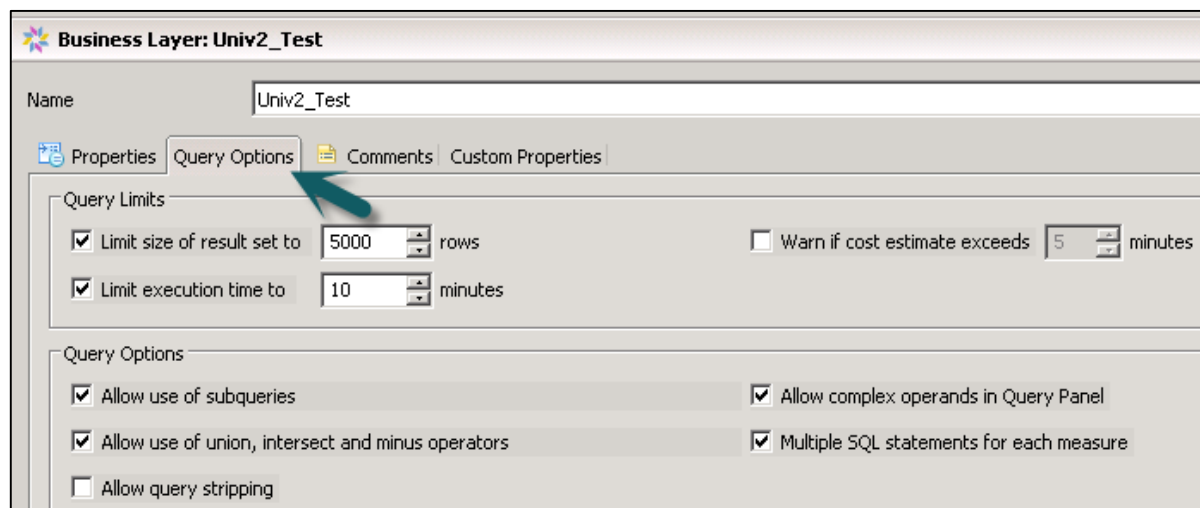 Business Layer: Univ2_Test
Name Univ2_Test
Properties Query Options Comments Custom Properties
Query Limits
Limit size of result set to 5000 rows Warn if cost estimate exceeds 5 minutes
Limit execution time to 10 minutes
Query Options
Allow use of subqueries Allow complex operands in Query Panel
Allow use of union, intersect and minus operators Multiple SQL statements for each measure
Allow query stripping